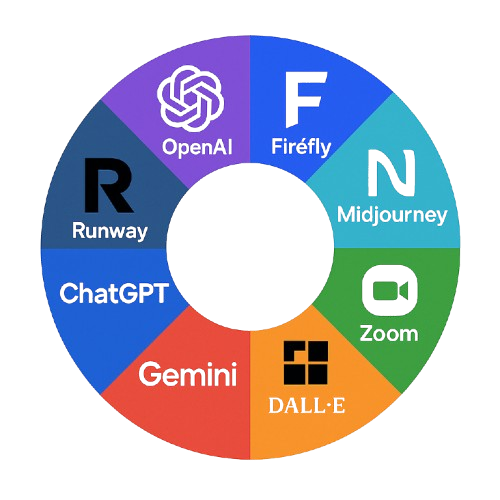 OpenAI
F
Firéfly
N
Midjourney
Zoom
DALL·E
Gemini
ChatGPT
R
Runway